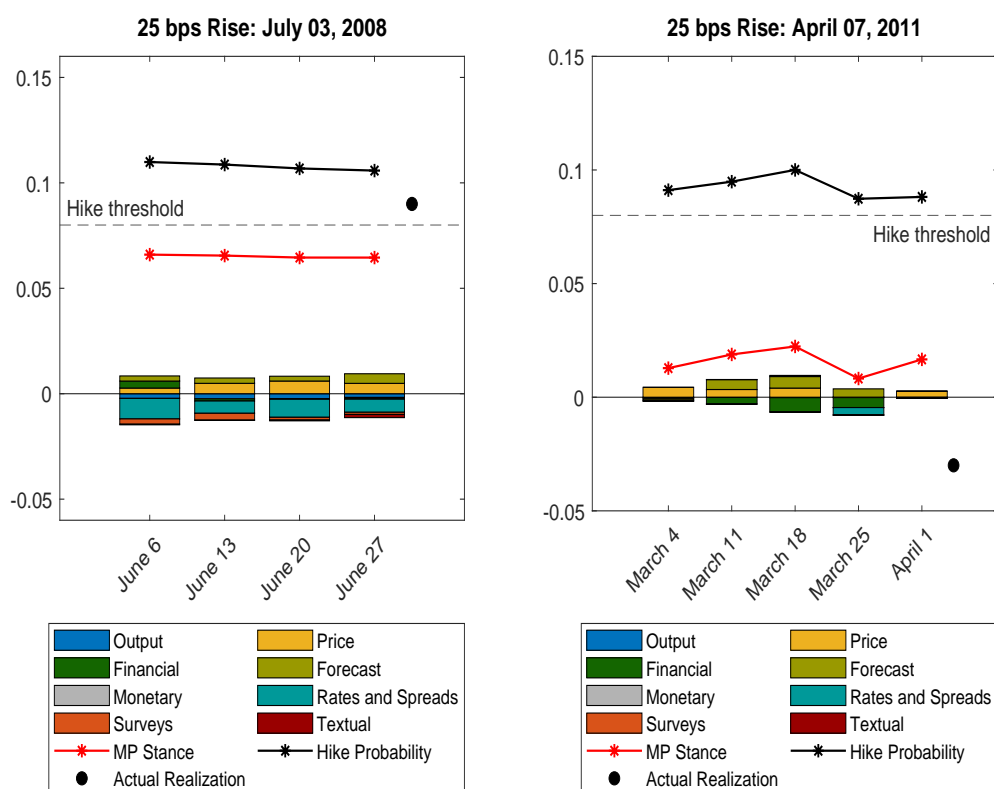 25 bps Rise: July 03, 2008
0.15
0.1
Hike threshold
0.05
0
-0.05
June 6
June 13
June 20
June 27
Output
Price
Financial
Forecast
Monetary
Rates and Spreads
Surveys
Textual
MP Stance
Hike Probability
Actual Realization
25 bps Rise: April 07, 2011
0.15
0.1
Hike threshold
0.05
0
-0.05
March 4
March 11
March 18
March 25
April 1
Output
Price
Financial
Forecast
Monetary
Rates and Spreads
Surveys
Textual
MP Stance
Hike Probability
Actual Realization